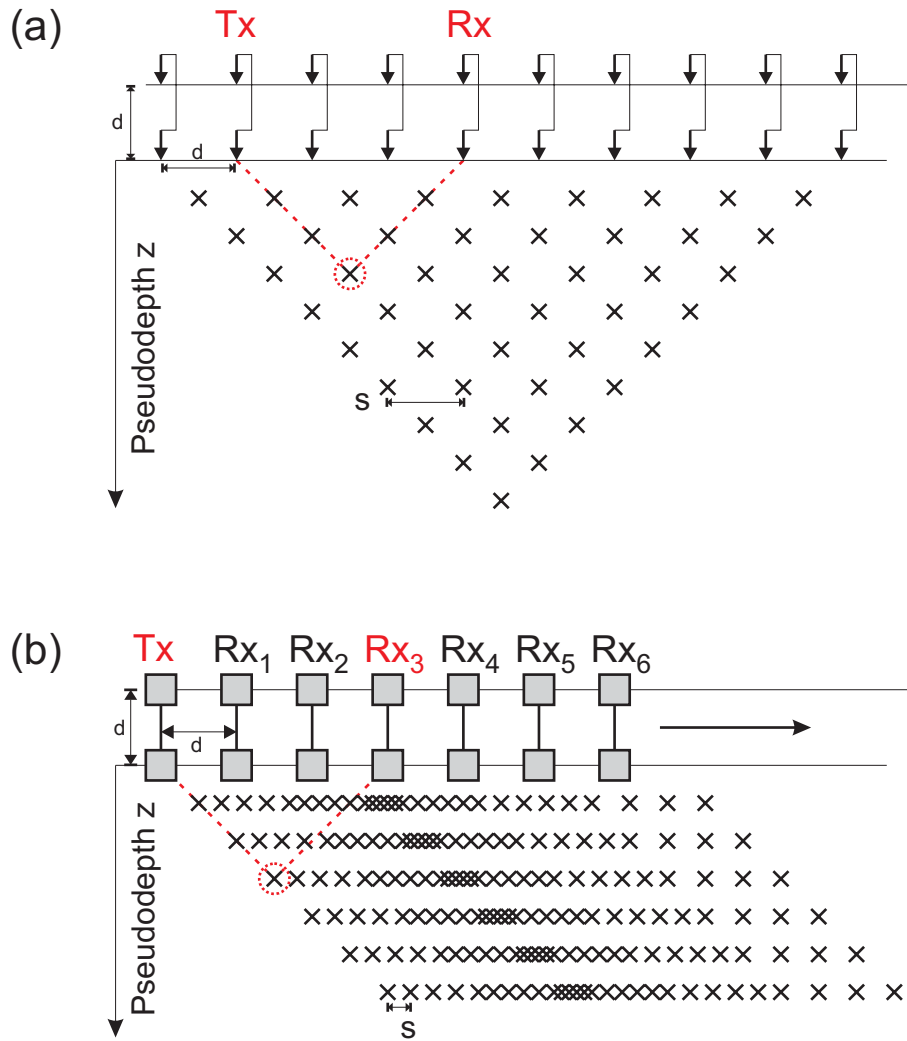 (a)
Tx Rx
d
d
Pseudodepth z
s
(b)
Tx Rx1 Rx2 Rx3 Rx4 Rx5 Rx6
d
d
Pseudodepth z
s